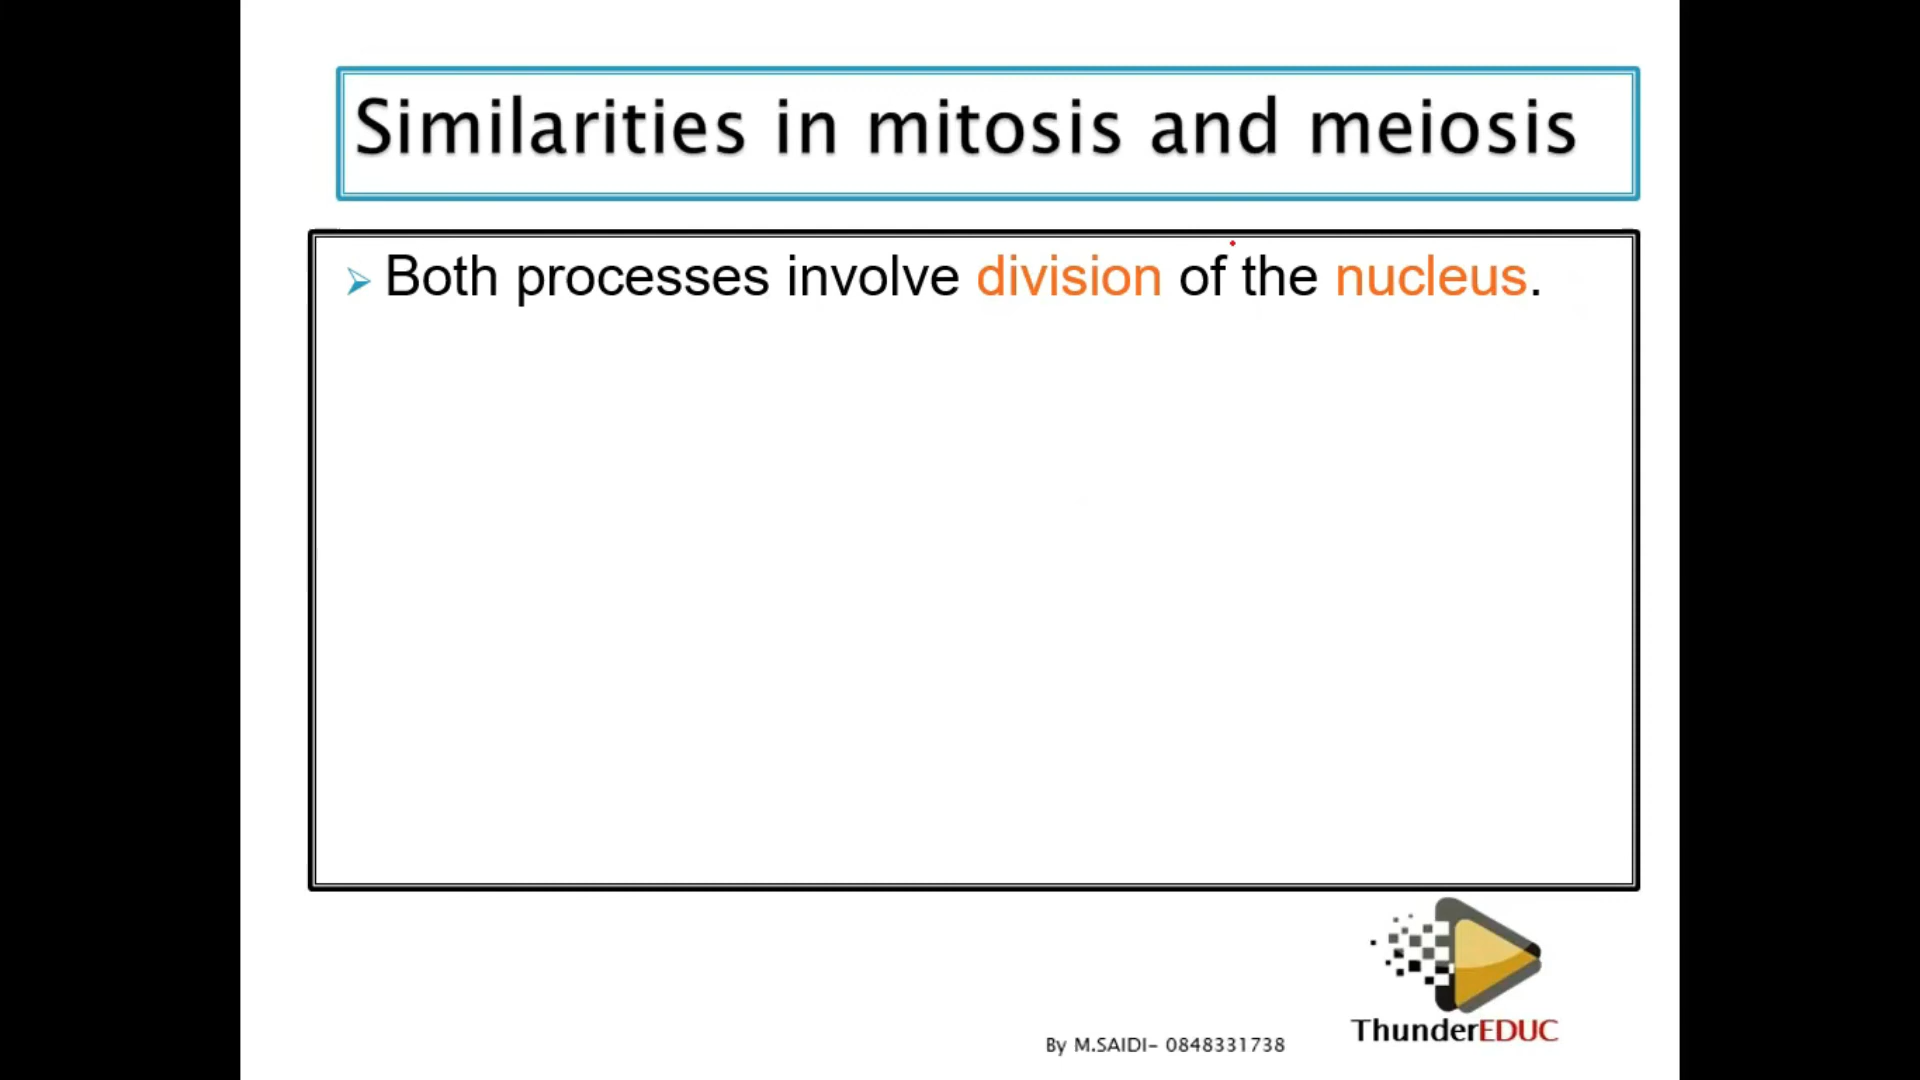 Similarities in mitosis and meiosis
Both processes involve division of the nucleus.
ThunderEDUC
By M.SAIDI- 0848331738